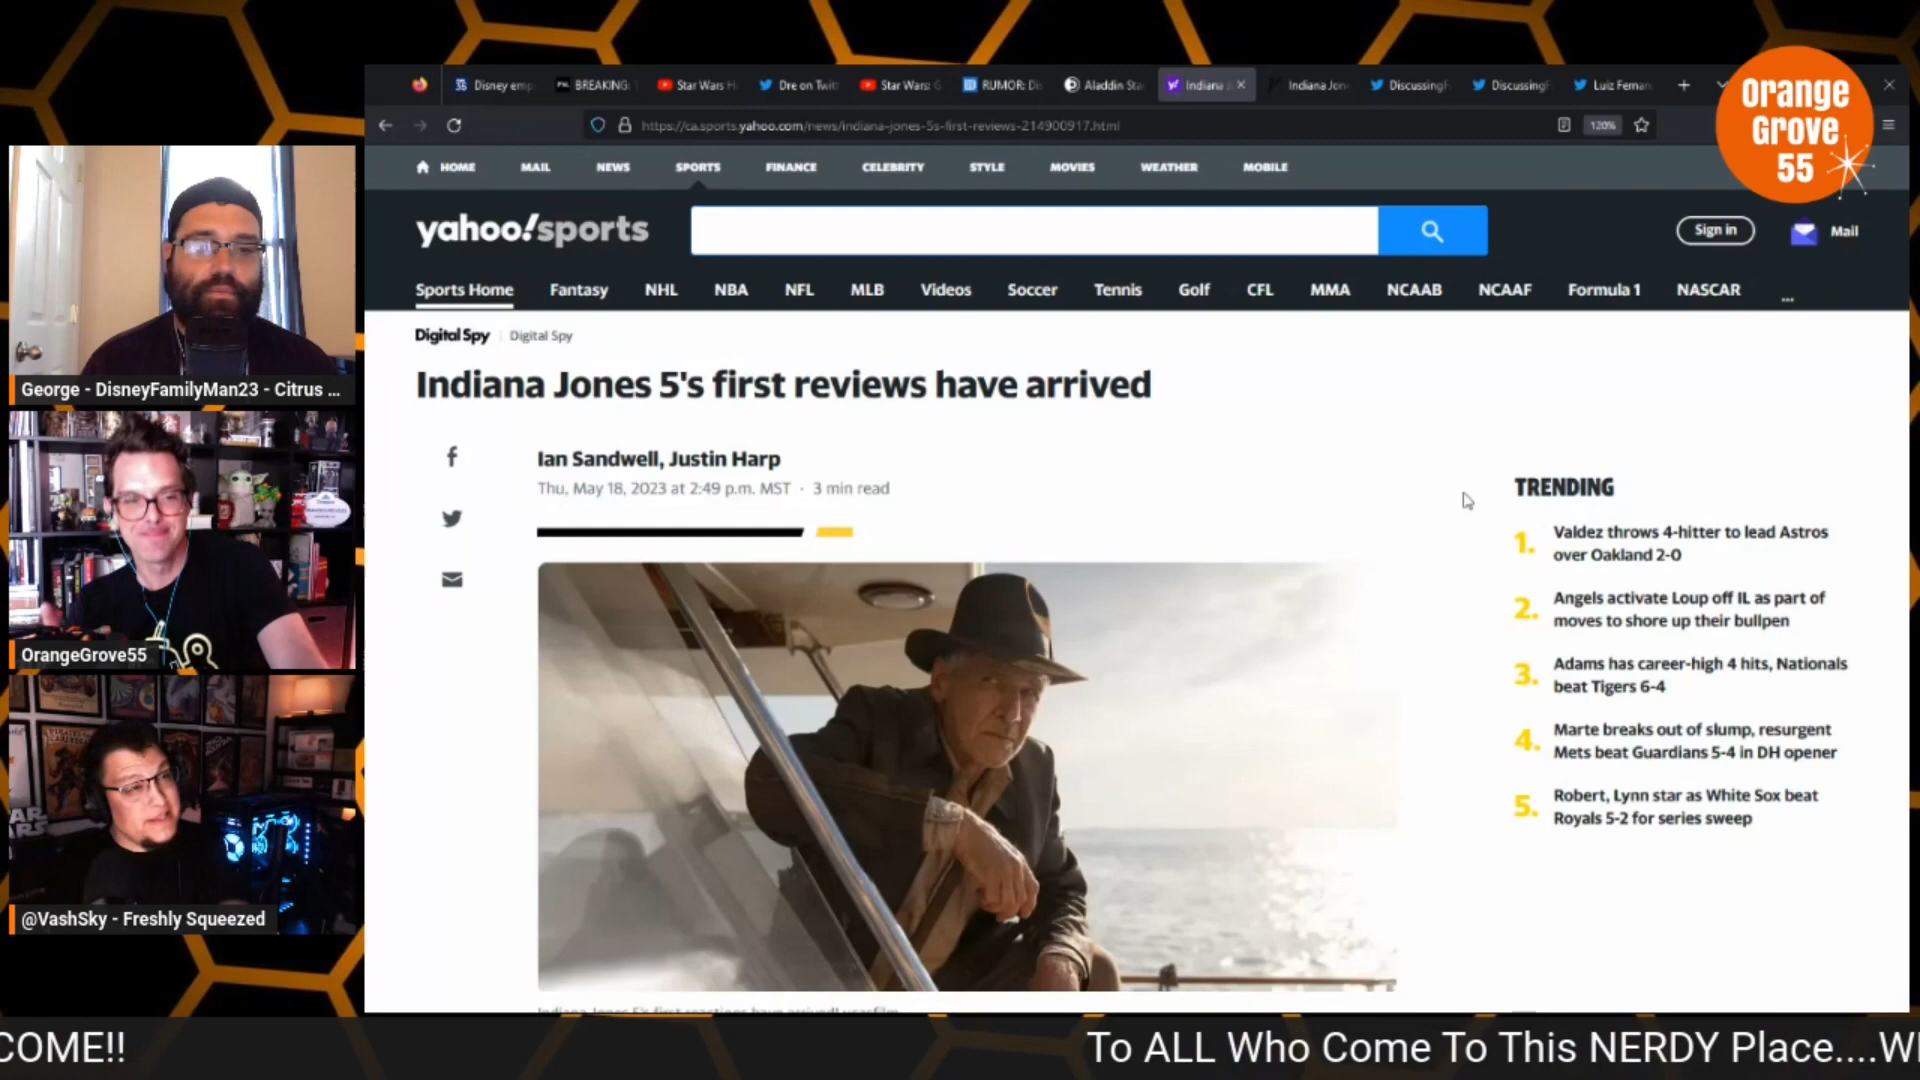 Disney emp
BREAKING:
Star Wars H
Dre on Twitt
Star Wars: G
RUMOR: Dis
Aladdin Sta
Indiana J
Indiana Jon
DiscussingF
DiscussingF
Luiz Fernan
Orange
Grove
55
https://ca.sports.yahoo.com/news/indiana-jones-5s-first-reviews-214900917.html
120%
HOME MAIL NEWS SPORTS FINANCE CELEBRITY STYLE MOVIES WEATHER MOBILE
yahoo!sports
Sign in
Mail
Sports Home Fantasy NHL NBA NFL MLB Videos Soccer Tennis Golf CFL MMA NCAAB NCAAF Formula 1 NASCAR ...
Digital Spy
Digital Spy
Indiana Jones 5's first reviews have arrived
Ian Sandwell, Justin Harp
Thu, May 18, 2023 at 2:49 p.m. MST · 3 min read
TRENDING
1. Valdez throws 4-hitter to lead Astros
over Oakland 2-0
2. Angels activate Loup off IL as part of
moves to shore up their bullpen
3. Adams has career-high 4 hits, Nationals
beat Tigers 6-4
4. Marte breaks out of slump, resurgent
Mets beat Guardians 5-4 in DH opener
5. Robert, Lynn star as White Sox beat
Royals 5-2 for series sweep
George - DisneyFamilyMan23 - Citrus ...
OrangeGrove55
AR
ARS
@VashSky - Freshly Squeezed
COME!!
To ALL Who Come To This NERDY Place....WE